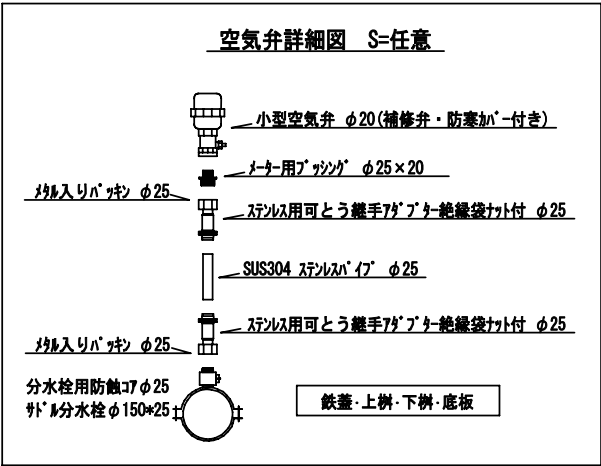 空気弁詳細図 S=任意
小型空気弁 φ20(補修弁・防寒ｶﾊﾞｰ付き)
ﾒｰﾀｰ用ﾌﾞｯｼﾝｸﾞ φ25×20
ﾒﾀﾙ入りﾊﾟｯｷﾝ φ25
ｽﾃﾝﾚｽ用可とう継手ｱﾀﾞﾌﾟﾀｰ絶縁袋ﾅｯﾄ付 φ25
SUS304 ｽﾃﾝﾚｽﾊﾟｲﾌﾟ φ25
ｽﾃﾝﾚｽ用可とう継手ｱﾀﾞﾌﾟﾀｰ絶縁袋ﾅｯﾄ付 φ25
ﾒﾀﾙ入りﾊﾟｯｷﾝ φ25
分水栓用防蝕ｺｱφ25
ｻﾄﾞﾙ分水栓φ150*25
鉄蓋･上桝･下桝･底板